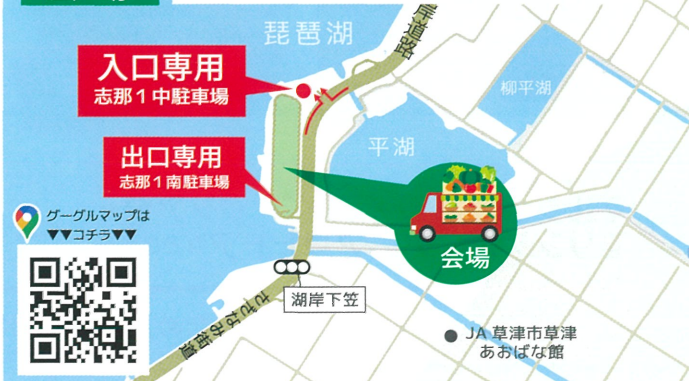 琵琶湖
岸道路
入口専用
志那1中駐車場
柳平湖
平湖
出口専用
志那1南駐車場
グーグルマップは
▼▼コチラ▼▼
会場
湖岸下笠
さざなみ街道
JA 草津市草津
あおばな館